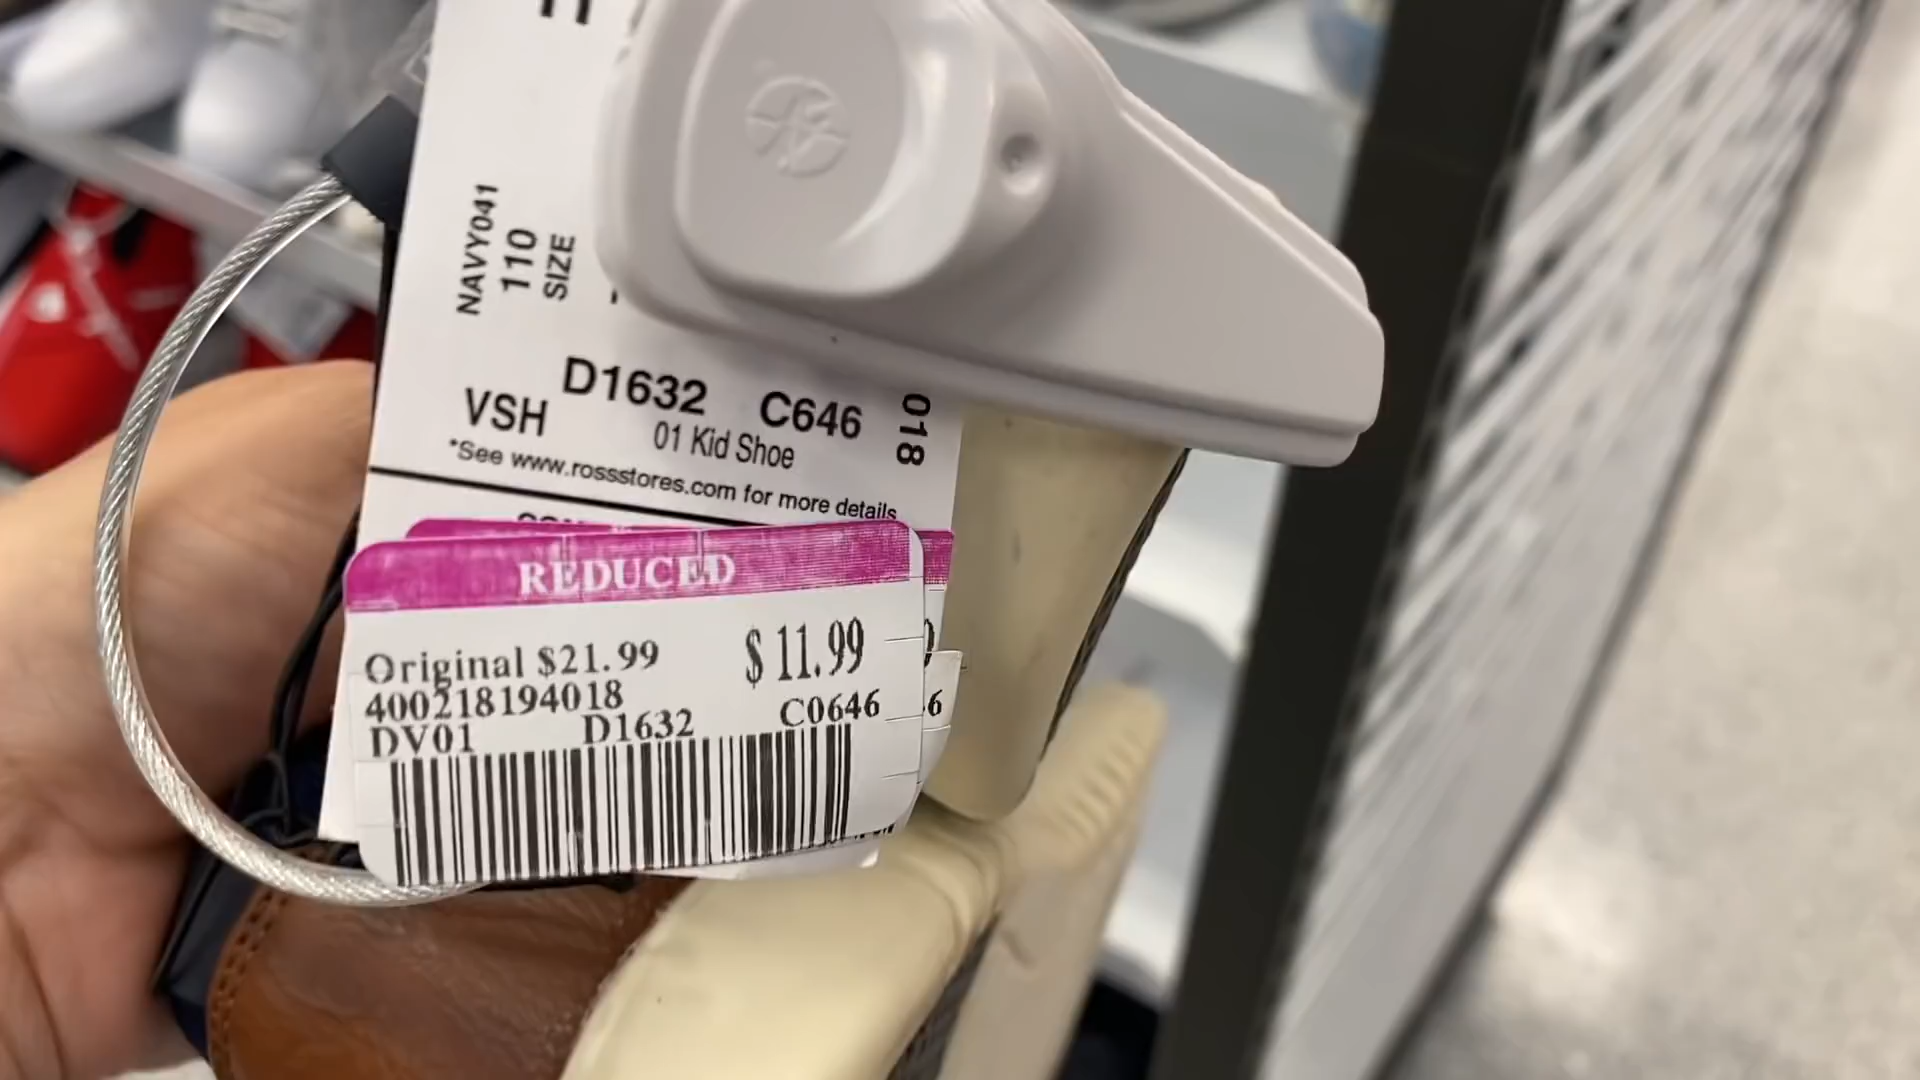 NAVY041
110
SIZE
D1632 C646
VSH
01 Kid Shoe
018
*See www.rossstores.com for more details
REDUCED
Original $21.99 $11.99
400218194018
DV01 D1632 C0646
6